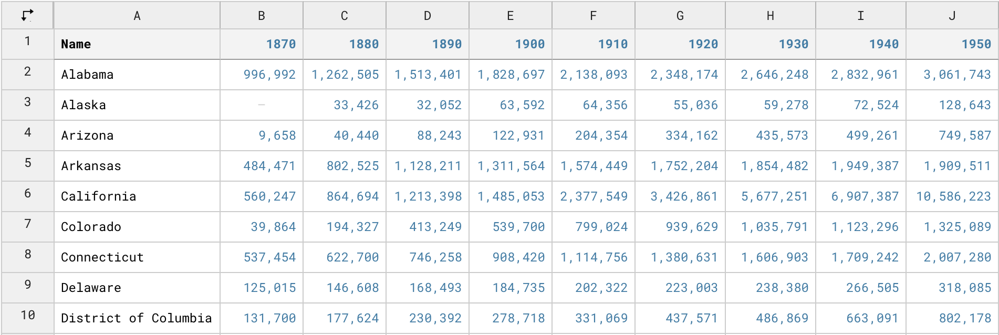 A B C D E F G H I J
1 Name 1870 1880 1890 1900 1910 1920 1930 1940 1950
2 Alabama 996,992 1,262,505 1,513,401 1,828,697 2,138,093 2,348,174 2,646,248 2,832,961 3,061,743
3 Alaska – 33,426 32,052 63,592 64,356 55,036 59,278 72,524 128,643
4 Arizona 9,658 40,440 88,243 122,931 204,354 334,162 435,573 499,261 749,587
5 Arkansas 484,471 802,525 1,128,211 1,311,564 1,574,449 1,752,204 1,854,482 1,949,387 1,909,511
6 California 560,247 864,694 1,213,398 1,485,053 2,377,549 3,426,861 5,677,251 6,907,387 10,586,223
7 Colorado 39,864 194,327 413,249 539,700 799,024 939,629 1,035,791 1,123,296 1,325,089
8 Connecticut 537,454 622,700 746,258 908,420 1,114,756 1,380,631 1,606,903 1,709,242 2,007,280
9 Delaware 125,015 146,608 168,493 184,735 202,322 223,003 238,380 266,505 318,085
10 District of Columbia 131,700 177,624 230,392 278,718 331,069 437,571 486,869 663,091 802,178